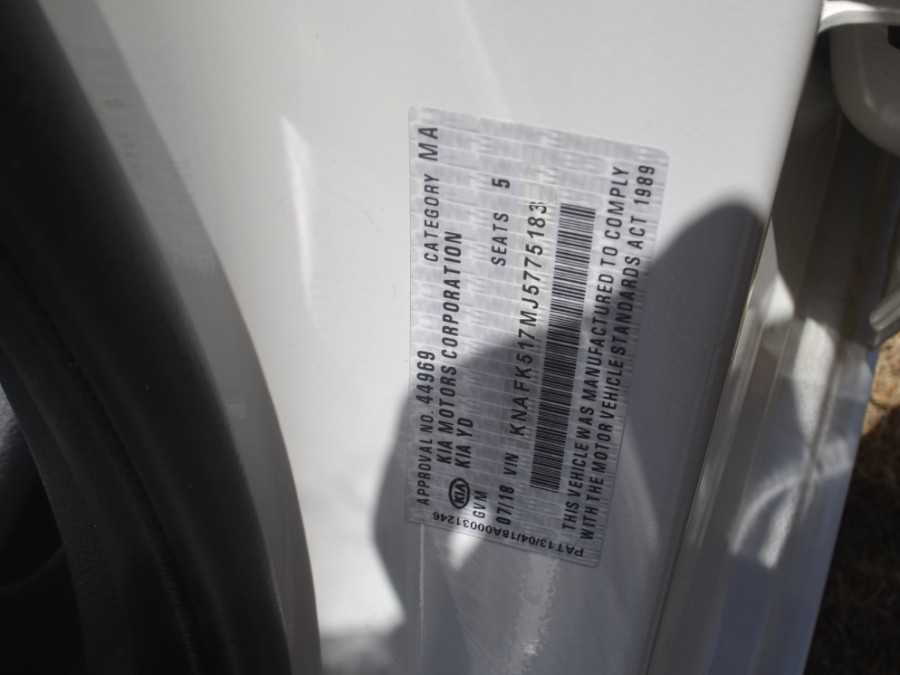 APPROVAL NO. 44969 CATEGORY MA
KIA MOTORS CORPORATION
KIA KIA YD SEATS 5
GVM
07/18 VIN KNAFK517MJ5775183
THIS VEHICLE WAS MANUFACTURED TO COMPLY
WITH THE MOTOR VEHICLE STANDARDS ACT 1989
PAT13/04/18A00031246